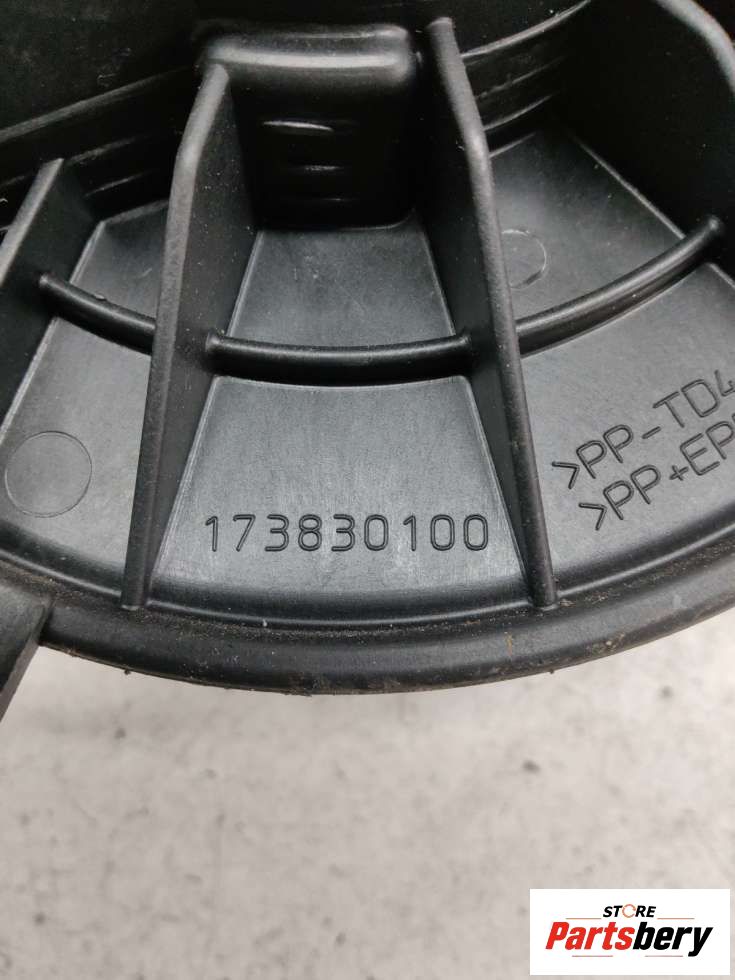 >PP-TD4
>PP+EP
173830100
STORE
Partsbery